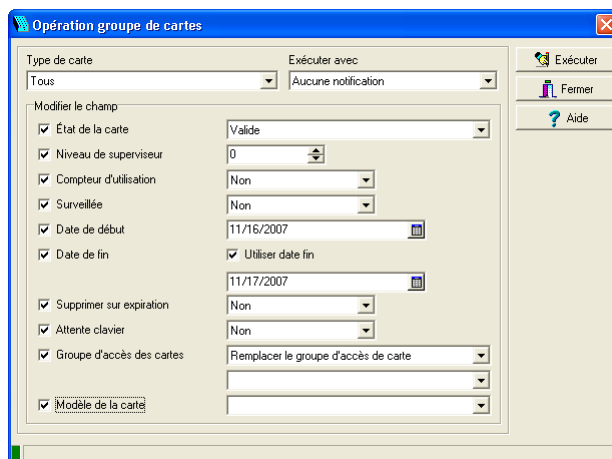 Opération groupe de cartes
Type de carte Exécuter avec
Tous Aucune notification
Exécuter
Fermer
Aide
Modifier le champ
État de la carte Valide
Niveau de superviseur 0
Compteur d'utilisation Non
Surveillée Non
Date de début 11/16/2007
Date de fin Utiliser date fin
11/17/2007
Supprimer sur expiration Non
Attente clavier Non
Groupe d'accès des cartes Remplacer le groupe d'accès de carte
Modèle de la carte